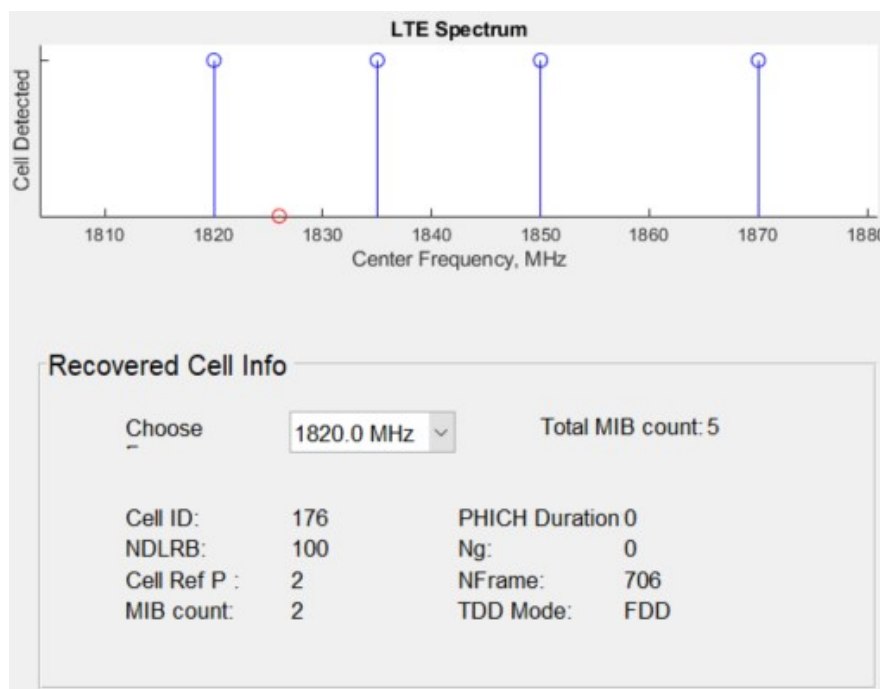 LTE Spectrum
Cell Detected
1810 1820 1830 1840 1850 1860 1870 188
Center Frequency, MHz
Recovered Cell Info
Choose
1820.0 MHz
Total MIB count: 5
Cell ID: 176 PHICH Duration 0
NDLRB: 100 Ng: 0
Cell Ref P : 2 NFrame: 706
MIB count: 2 TDD Mode: FDD